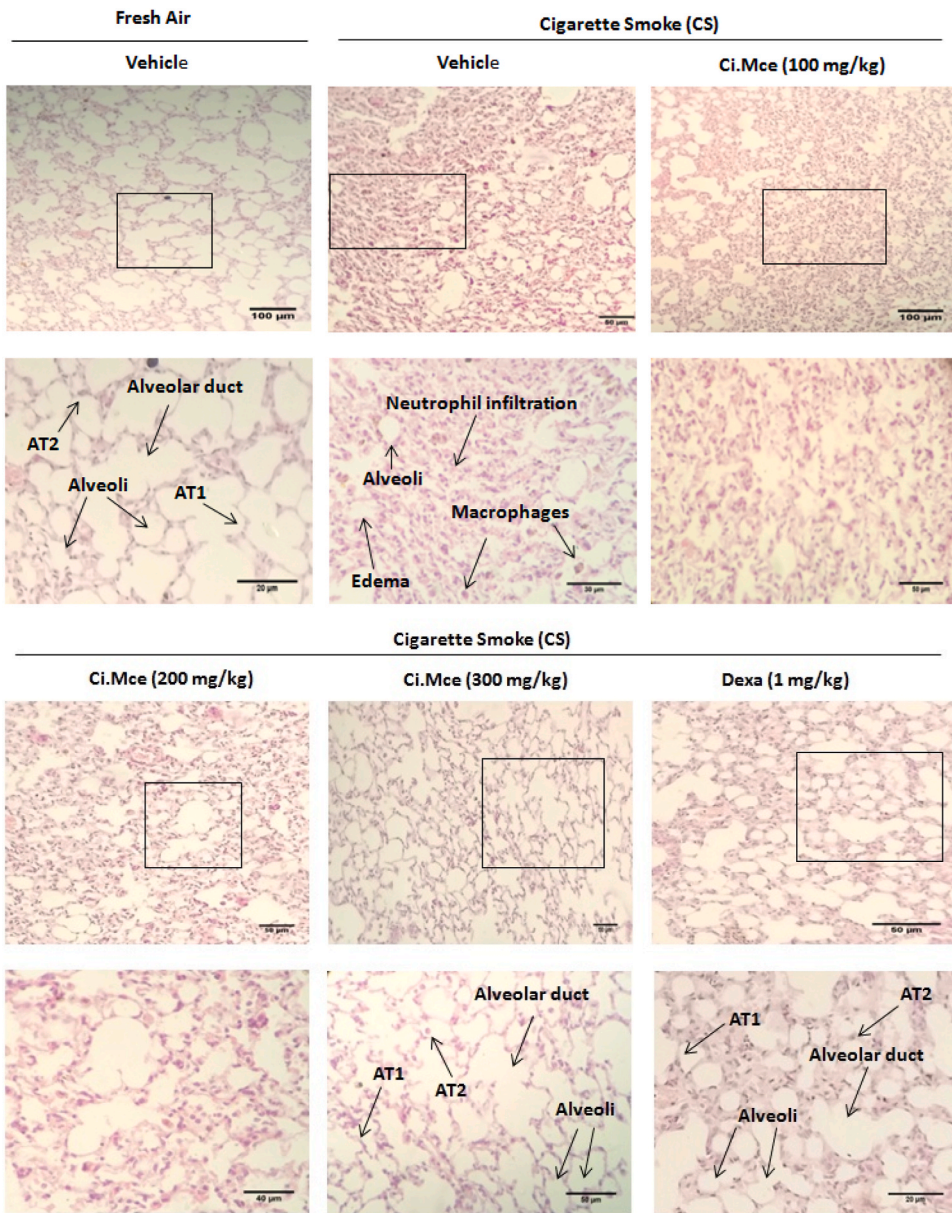 Fresh Air
Cigarette Smoke (CS)
Vehicle
Vehicle
Ci.Mce (100 mg/kg)
100 µm
100 µm
Alveolar duct
AT2
Alveoli
AT1
20 µm
Neutrophil infiltration
Alveoli
Macrophages
Edema
Cigarette Smoke (CS)
Ci.Mce (200 mg/kg)
Ci.Mce (300 mg/kg)
Dexa (1 mg/kg)
50 µm
50 µm
40 µm
Alveolar duct
AT1
AT2
Alveoli
AT2
AT1
Alveolar duct
Alveoli
20 µm